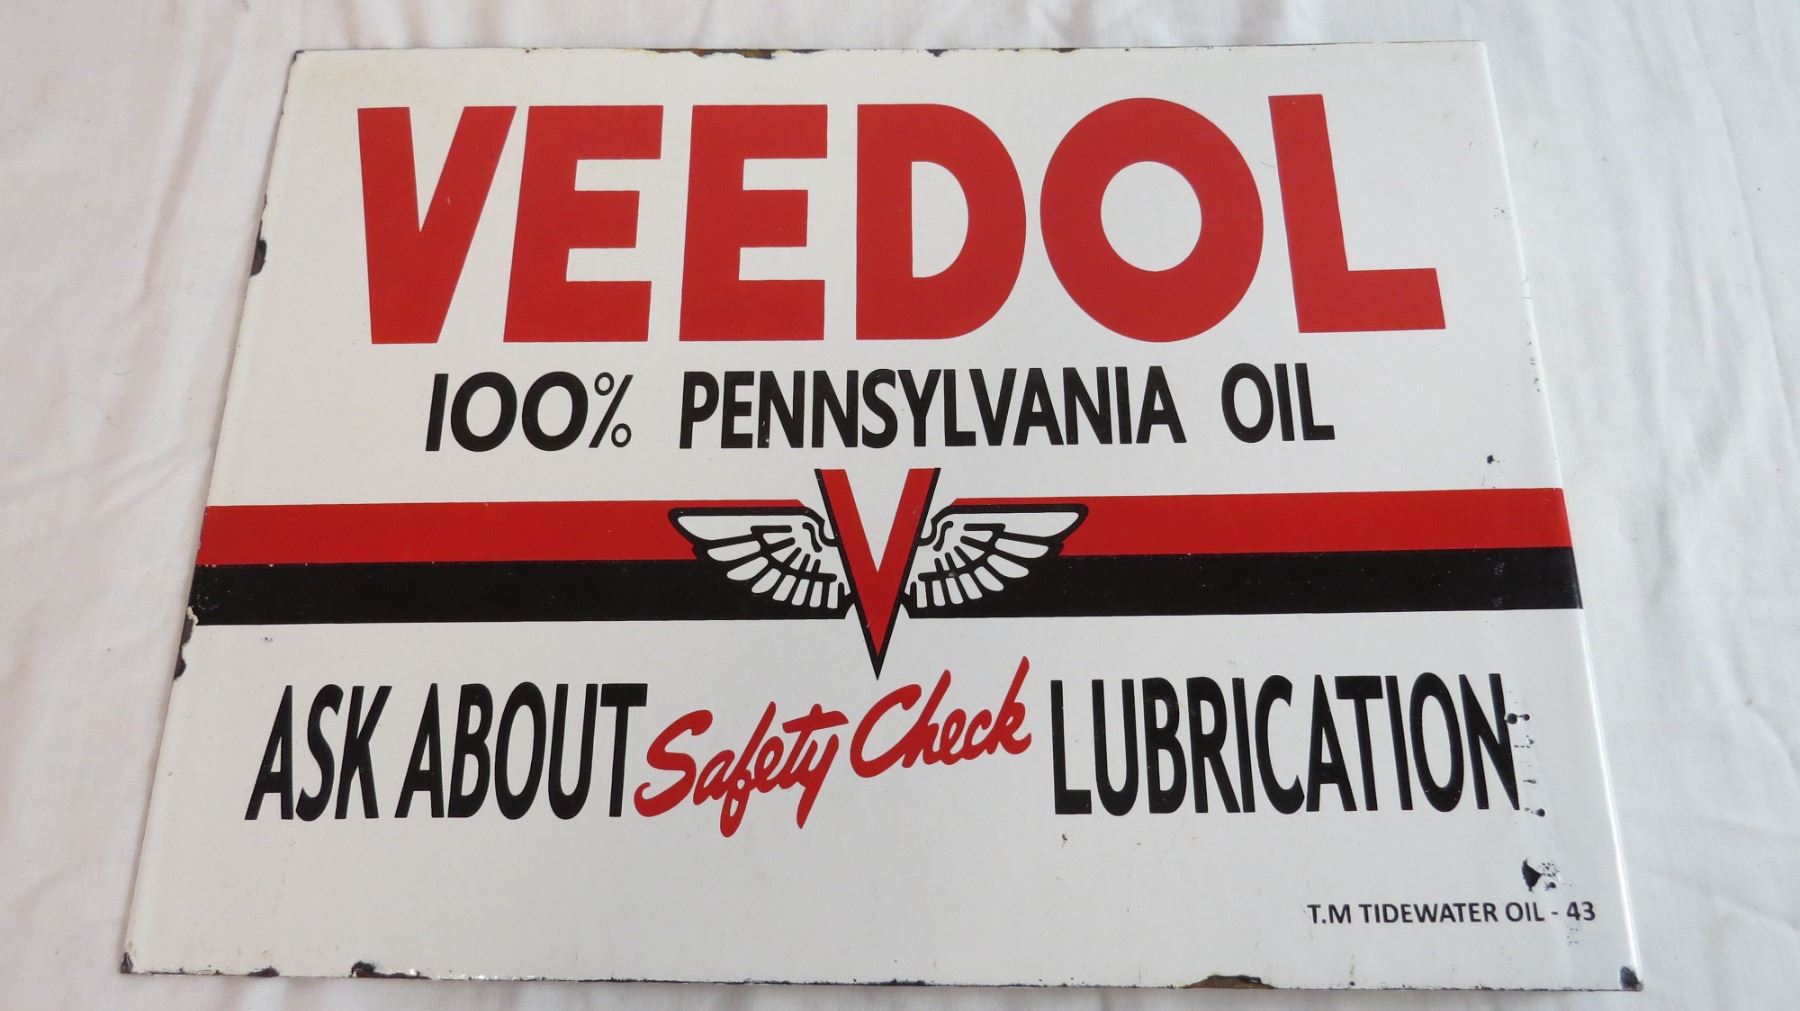 VEEDOL
100% PENNSYLVANIA OIL
V
ASK ABOUT Safety Check LUBRICATION
T.M TIDEWATER OIL - 43